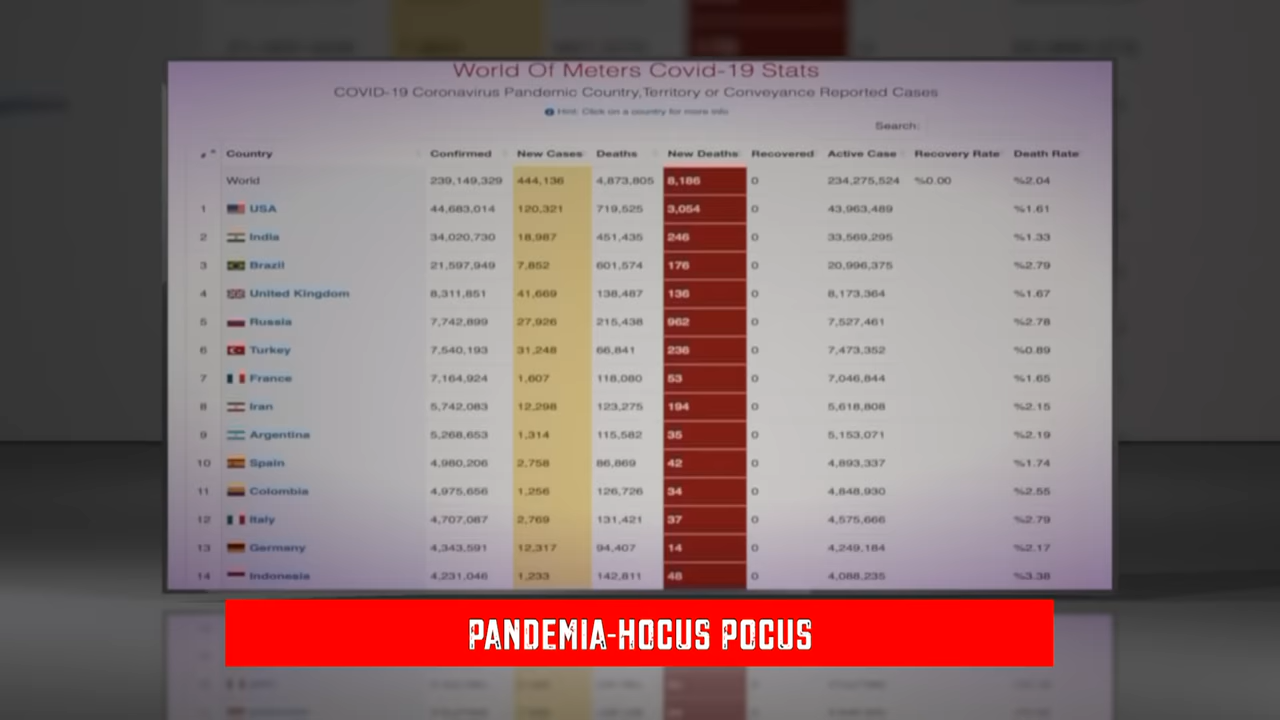 World Of Meters Covid-19 Stats
COVID-19 Coronavirus Pandemic Country,Territory or Conveyance Reported Cases
Hint: Click on a country for more info
Search:
# Country Confirmed New Cases Deaths New Deaths Recovered Active Case Recovery Rate Death Rate
World 239,149,329 444,136 4,873,805 8,186 0 234,275,524 %0.00 %2.04
1 USA 44,683,014 120,321 719,525 3,054 0 43,963,489 %1.61
2 India 34,020,730 18,987 451,435 246 0 33,569,295 %1.33
3 Brazil 21,597,949 7,852 601,574 176 0 20,996,375 %2.79
4 United Kingdom 8,311,851 41,669 138,487 136 0 8,173,364 %1.67
5 Russia 7,742,899 27,926 215,438 962 0 7,527,461 %2.78
6 Turkey 7,540,193 31,248 66,841 236 0 7,473,352 %0.89
7 France 7,164,924 1,607 118,080 53 0 7,046,844 %1.65
8 Iran 5,742,083 12,298 123,275 194 0 5,618,808 %2.15
9 Argentina 5,268,653 1,314 115,582 35 0 5,153,071 %2.19
10 Spain 4,980,206 2,758 86,869 42 0 4,893,337 %1.74
11 Colombia 4,975,656 1,256 126,726 34 0 4,848,930 %2.55
12 Italy 4,707,087 2,769 131,421 37 0 4,575,666 %2.79
13 Germany 4,343,591 12,317 94,407 14 0 4,249,184 %2.17
14 Indonesia 4,231,046 1,233 142,811 48 0 4,088,235 %3.38
PANDEMIA-HOCUS POCUS